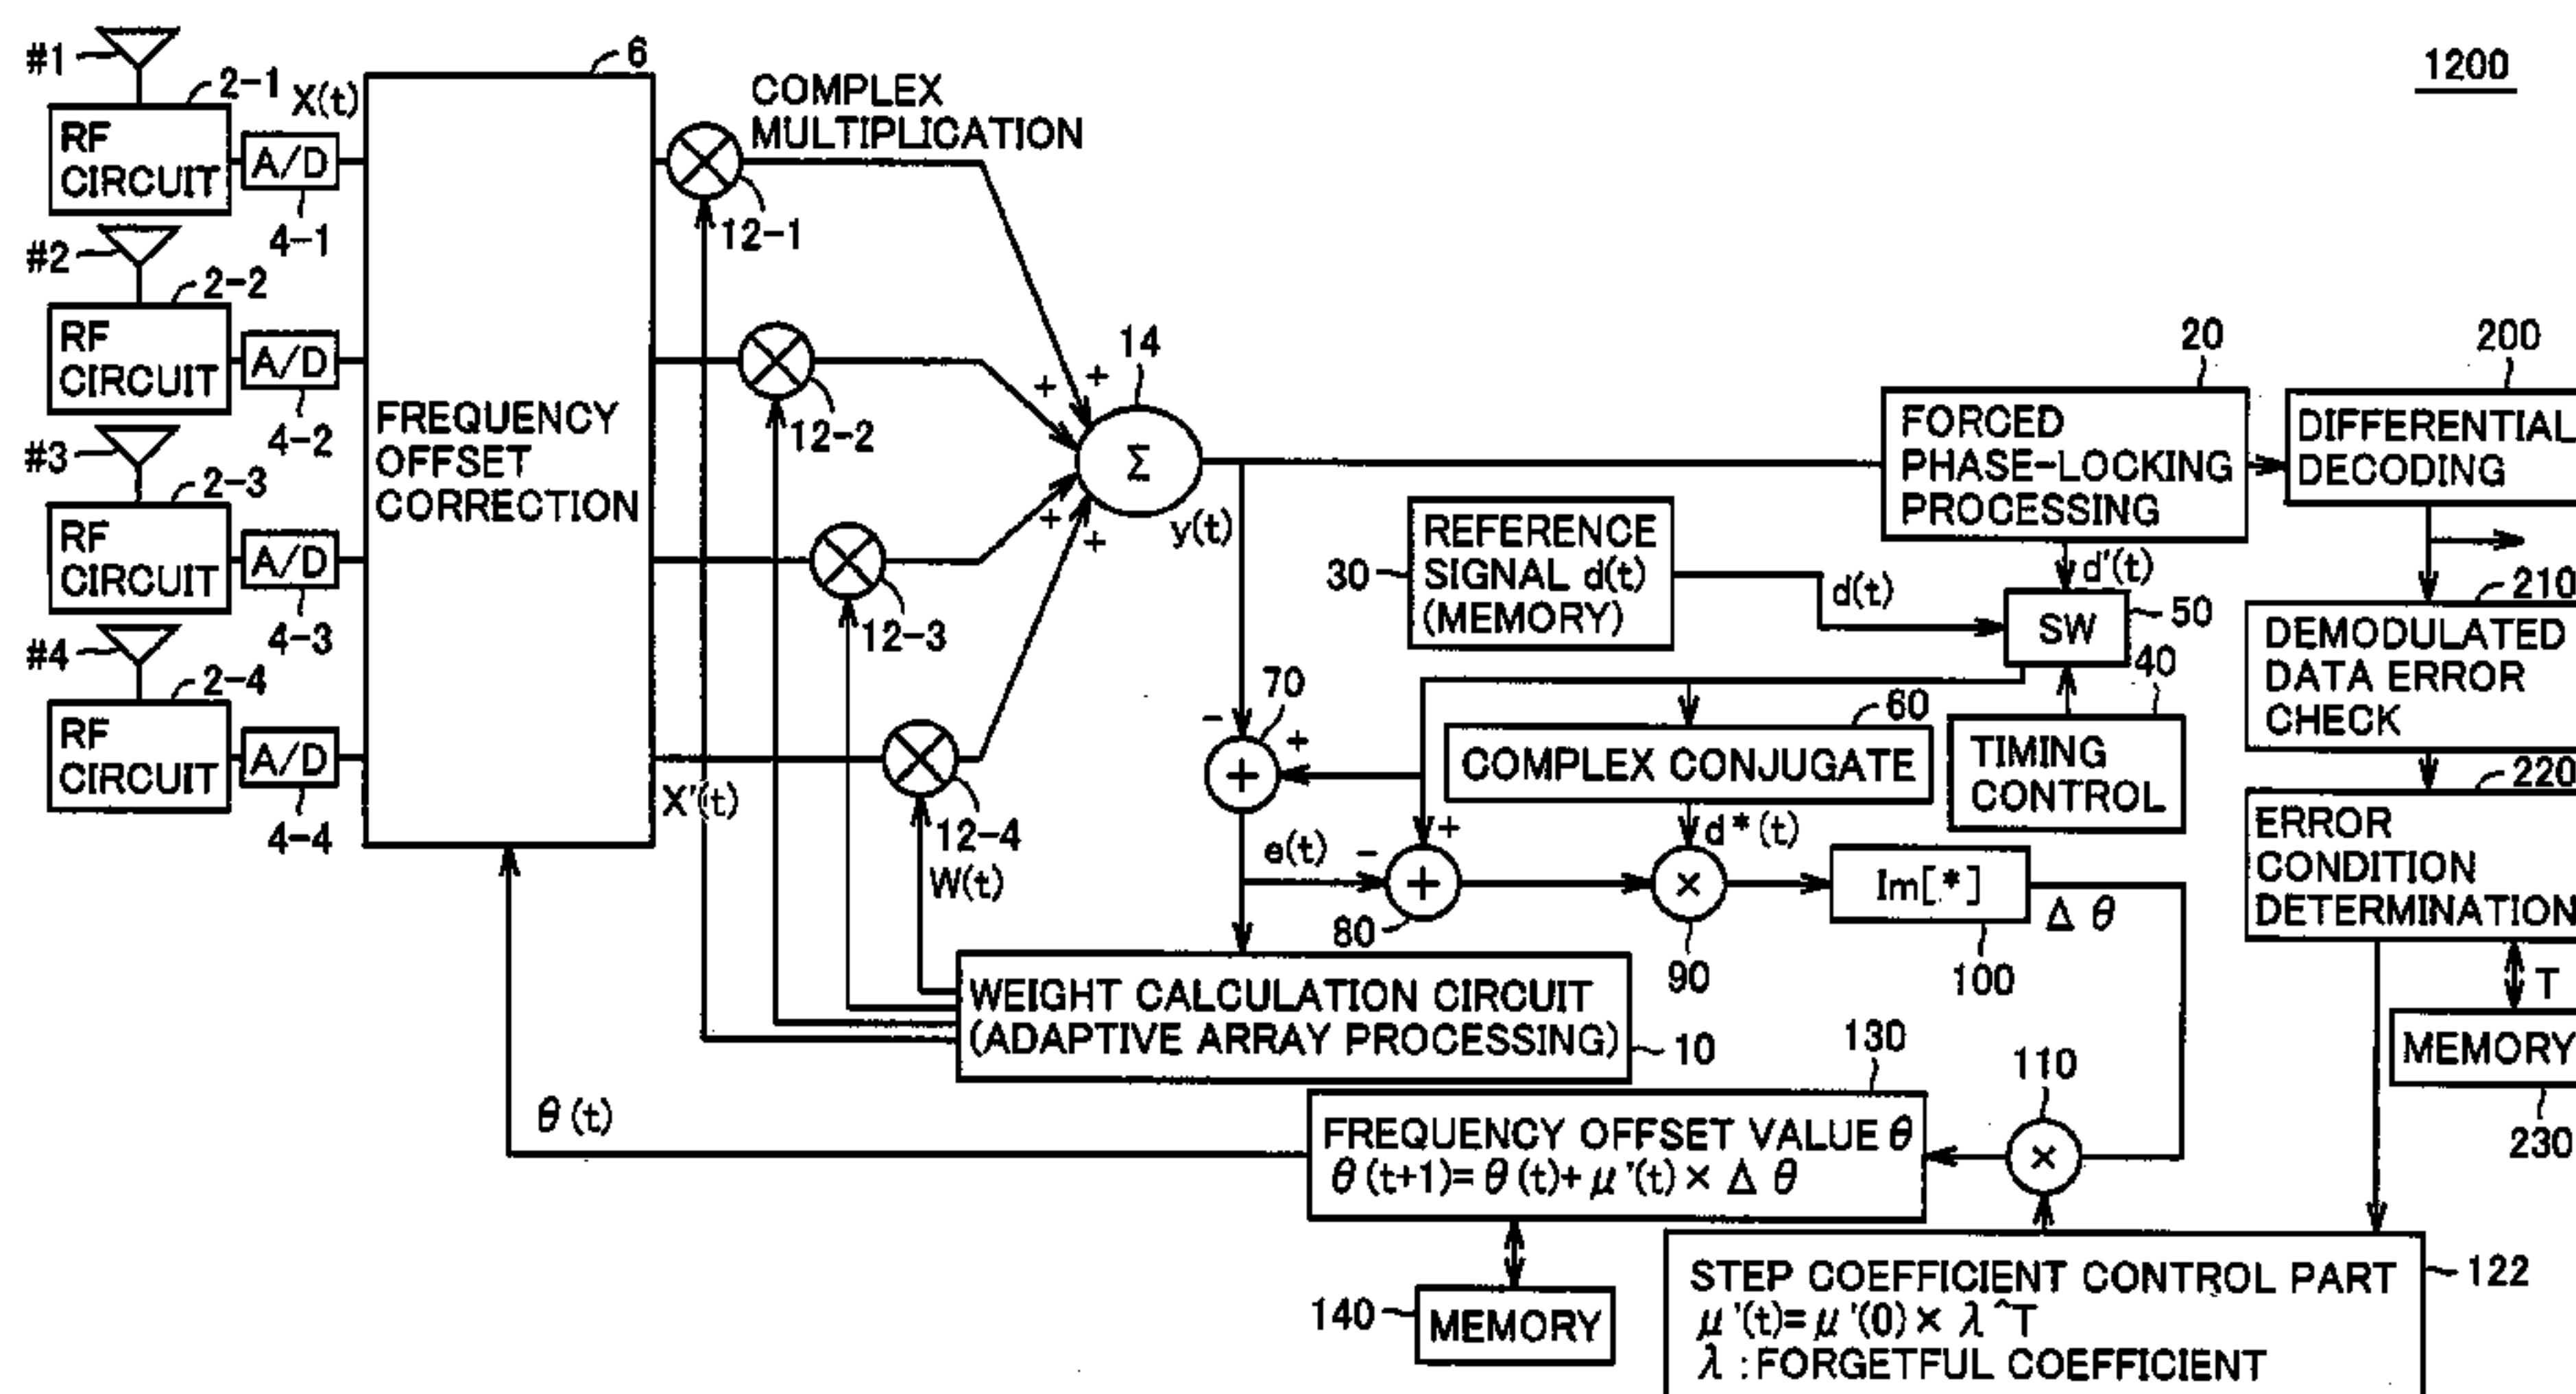 1200
#1
2-1
X(t)
RF
CIRCUIT
A/D
4-1
#2
2-2
RF
CIRCUIT
A/D
4-2
#3
2-3
RF
CIRCUIT
A/D
4-3
#4
2-4
RF
CIRCUIT
A/D
4-4
6
FREQUENCY
OFFSET
CORRECTION
X'(t)
COMPLEX
MULTIPLICATION
12-1
12-2
12-3
12-4
W(t)
+
+
+
+
14
Σ
y(t)
20
FORCED
PHASE-LOCKING
PROCESSING
d'(t)
200
DIFFERENTIAL
DECODING
30
REFERENCE
SIGNAL d(t)
(MEMORY)
d(t)
SW
50
40
TIMING
CONTROL
210
DEMODULATED
DATA ERROR
CHECK
220
ERROR
CONDITION
DETERMINATION
T
MEMORY
230
70
-
+
+
60
COMPLEX CONJUGATE
d*(t)
e(t)
-
+
+
80
×
90
Im[*]
100
Δθ
WEIGHT CALCULATION CIRCUIT
(ADAPTIVE ARRAY PROCESSING)
10
130
FREQUENCY OFFSET VALUE θ
θ(t+1)=θ(t)+μ'(t)×Δθ
θ(t)
110
×
140
MEMORY
STEP COEFFICIENT CONTROL PART
μ'(t)=μ'(0)×λ^T
λ:FORGETFUL COEFFICIENT
122